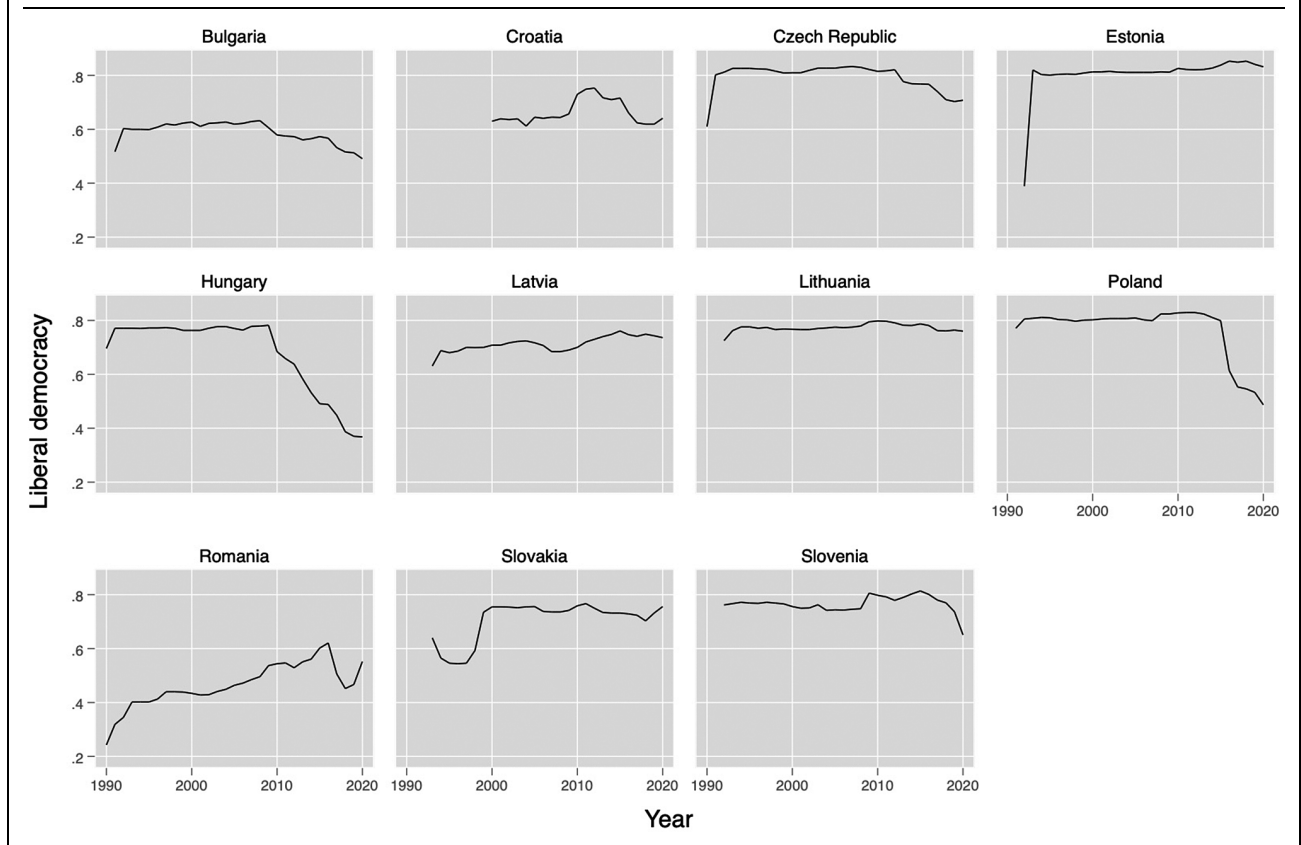 Bulgaria Croatia Czech Republic Estonia
.8
.6
.4
.2
Hungary Latvia Lithuania Poland
.8
.6
.4
.2
1990 2000 2010 2020
Romania Slovakia Slovenia
.8
.6
.4
.2
1990 2000 2010 2020 1990 2000 2010 2020 1990 2000 2010 2020
Liberal democracy
Year